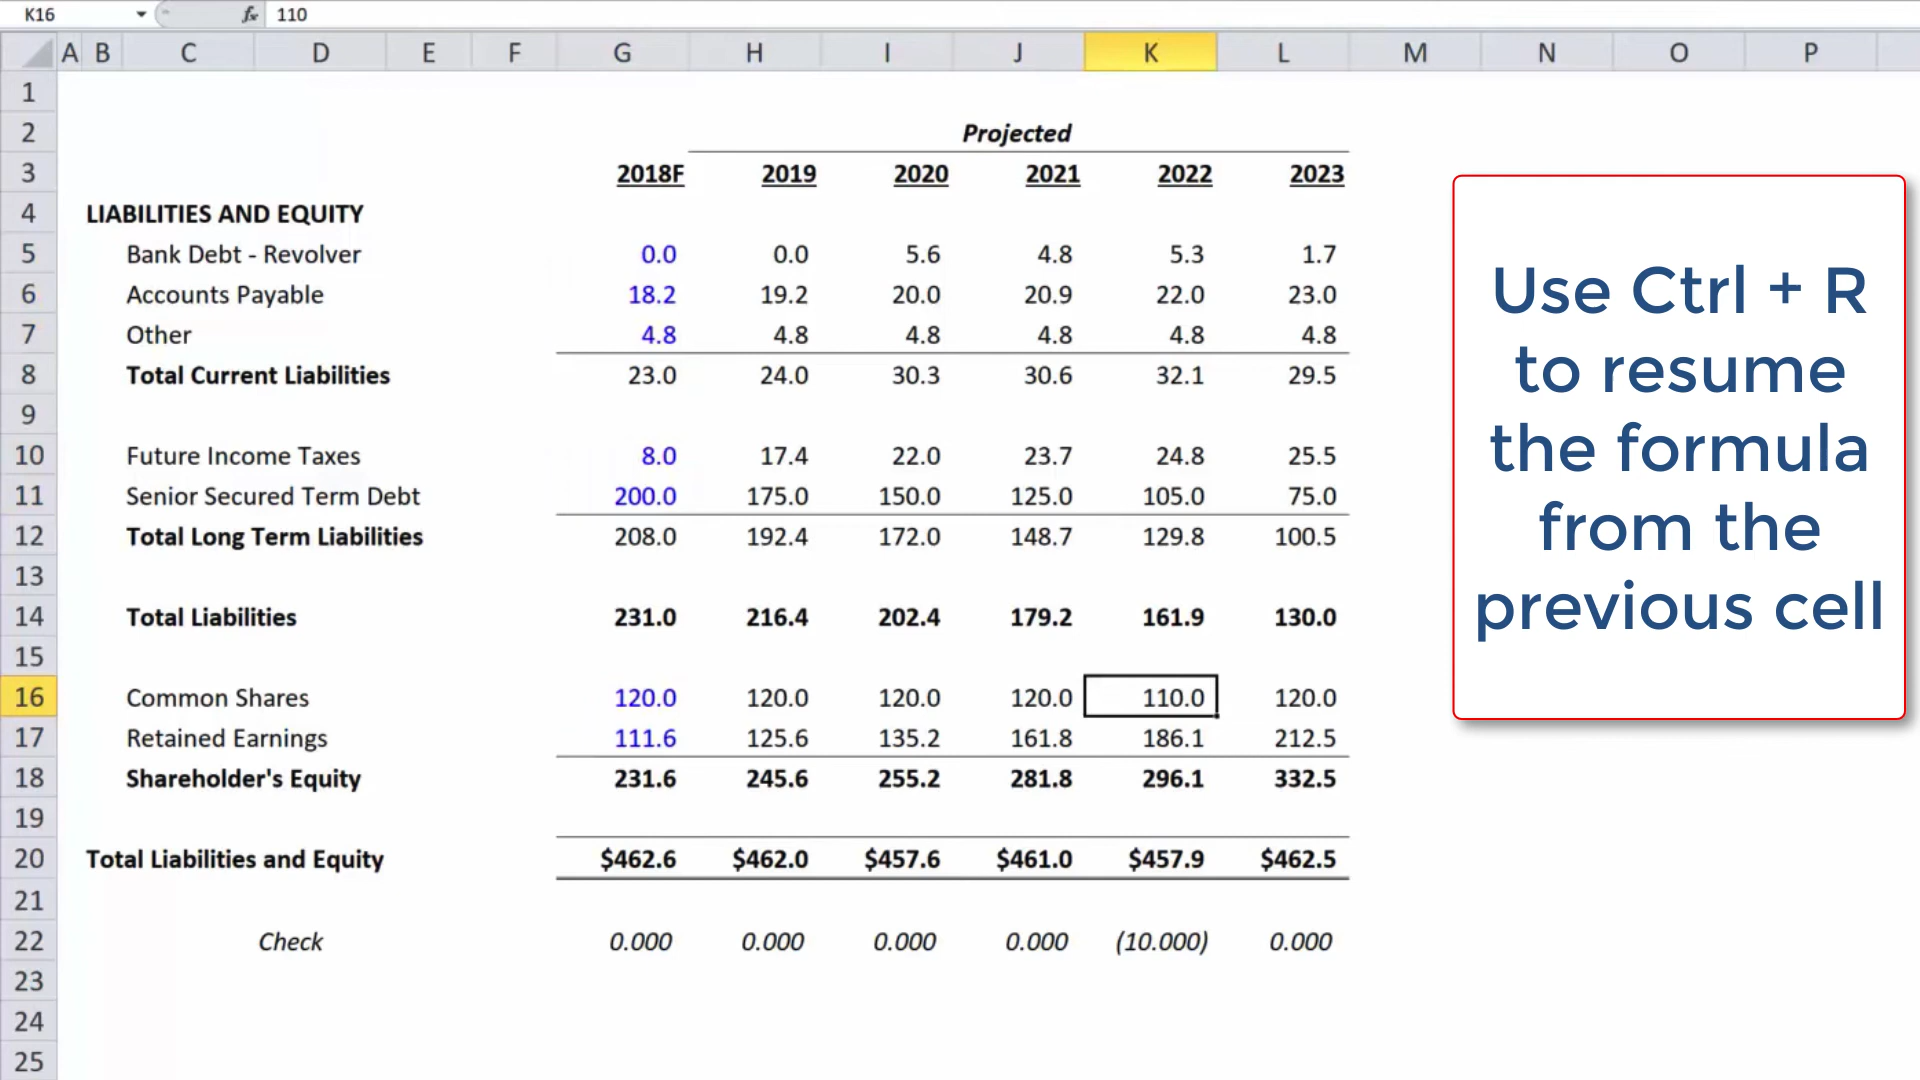 K16 fx 110
A B C D E F G H I J K L M N O P
1
2 Projected
3 2018F 2019 2020 2021 2022 2023
4 LIABILITIES AND EQUITY
5 Bank Debt - Revolver 0.0 0.0 5.6 4.8 5.3 1.7
6 Accounts Payable 18.2 19.2 20.0 20.9 22.0 23.0
7 Other 4.8 4.8 4.8 4.8 4.8 4.8
8 Total Current Liabilities 23.0 24.0 30.3 30.6 32.1 29.5
9
10 Future Income Taxes 8.0 17.4 22.0 23.7 24.8 25.5
11 Senior Secured Term Debt 200.0 175.0 150.0 125.0 105.0 75.0
12 Total Long Term Liabilities 208.0 192.4 172.0 148.7 129.8 100.5
13
14 Total Liabilities 231.0 216.4 202.4 179.2 161.9 130.0
15
16 Common Shares 120.0 120.0 120.0 120.0 110.0 120.0
17 Retained Earnings 111.6 125.6 135.2 161.8 186.1 212.5
18 Shareholder's Equity 231.6 245.6 255.2 281.8 296.1 332.5
19
20 Total Liabilities and Equity $462.6 $462.0 $457.6 $461.0 $457.9 $462.5
21
22 Check 0.000 0.000 0.000 0.000 (10.000) 0.000
23
24
25
Use Ctrl + R
to resume
the formula
from the
previous cell